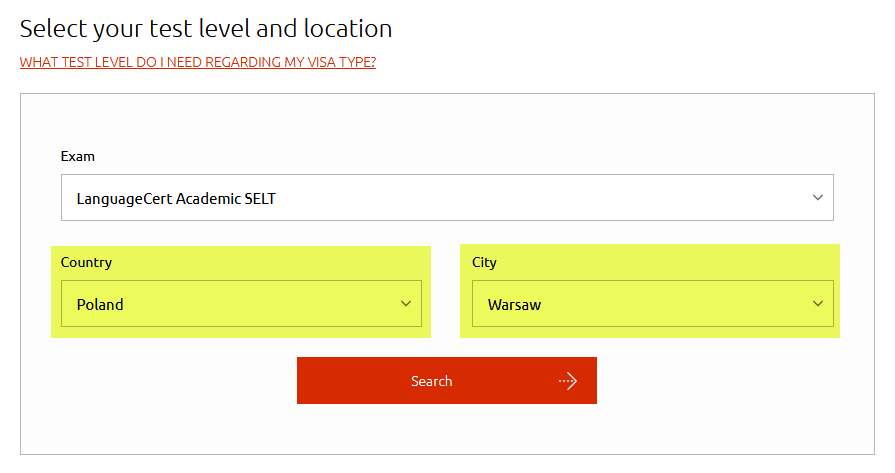 Select your test level and location
WHAT TEST LEVEL DO I NEED REGARDING MY VISA TYPE?
Exam
LanguageCert Academic SELT
Country
City
Poland
Warsaw
Search